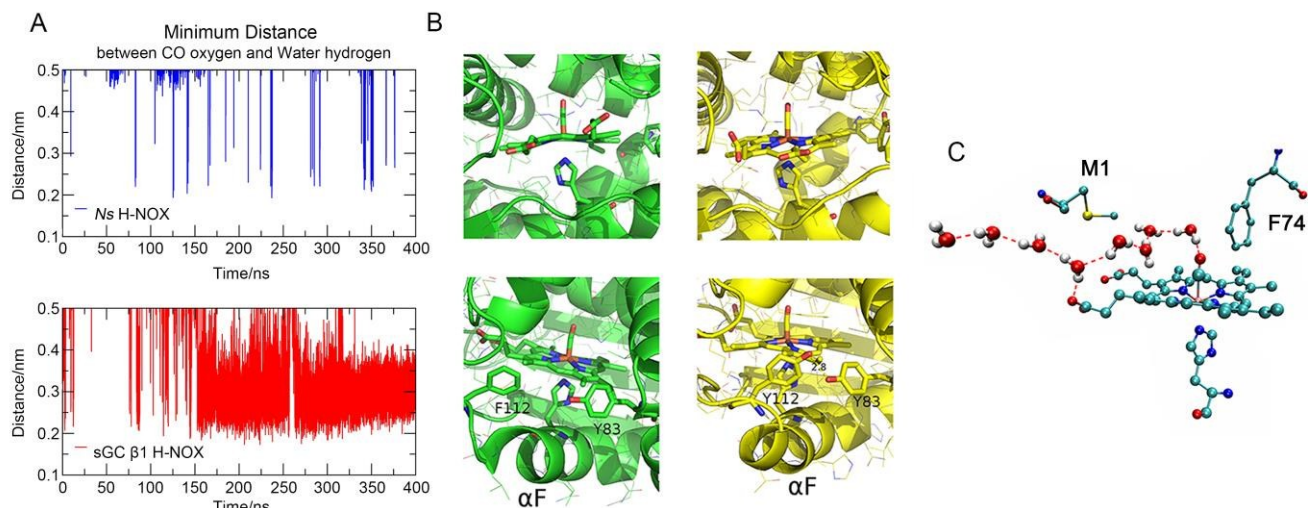 A
Minimum Distance
between CO oxygen and Water hydrogen
0.5
0.4
0.3
0.2
0.1
Distance/nm
Ns H-NOX
0 50 100 150 200 250 300 350 400
Time/ns
0.5
0.4
0.3
0.2
0.1
Distance/nm
sGC β1 H-NOX
0 50 100 150 200 250 300 350 400
Time/ns
B
F112
Y83
αF
2.8
Y112
Y83
αF
C
M1
F74